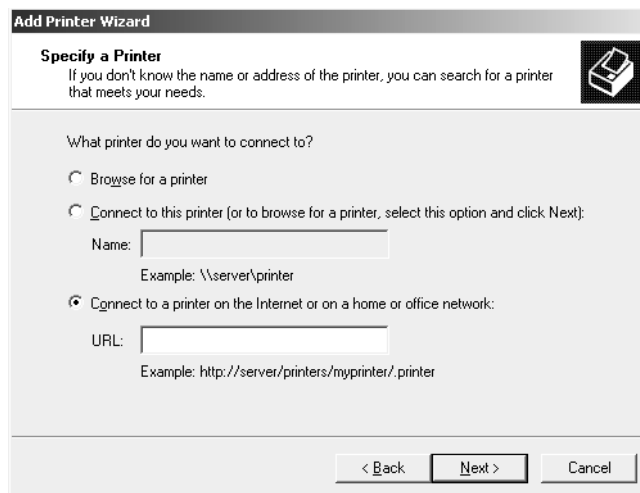 Add Printer Wizard
Specify a Printer
If you don't know the name or address of the printer, you can search for a printer
that meets your needs.
What printer do you want to connect to?
Browse for a printer
Connect to this printer (or to browse for a printer, select this option and click Next):
Name:
Example: \\server\printer
Connect to a printer on the Internet or on a home or office network:
URL:
Example: http://server/printers/myprinter/.printer
< Back Next > Cancel